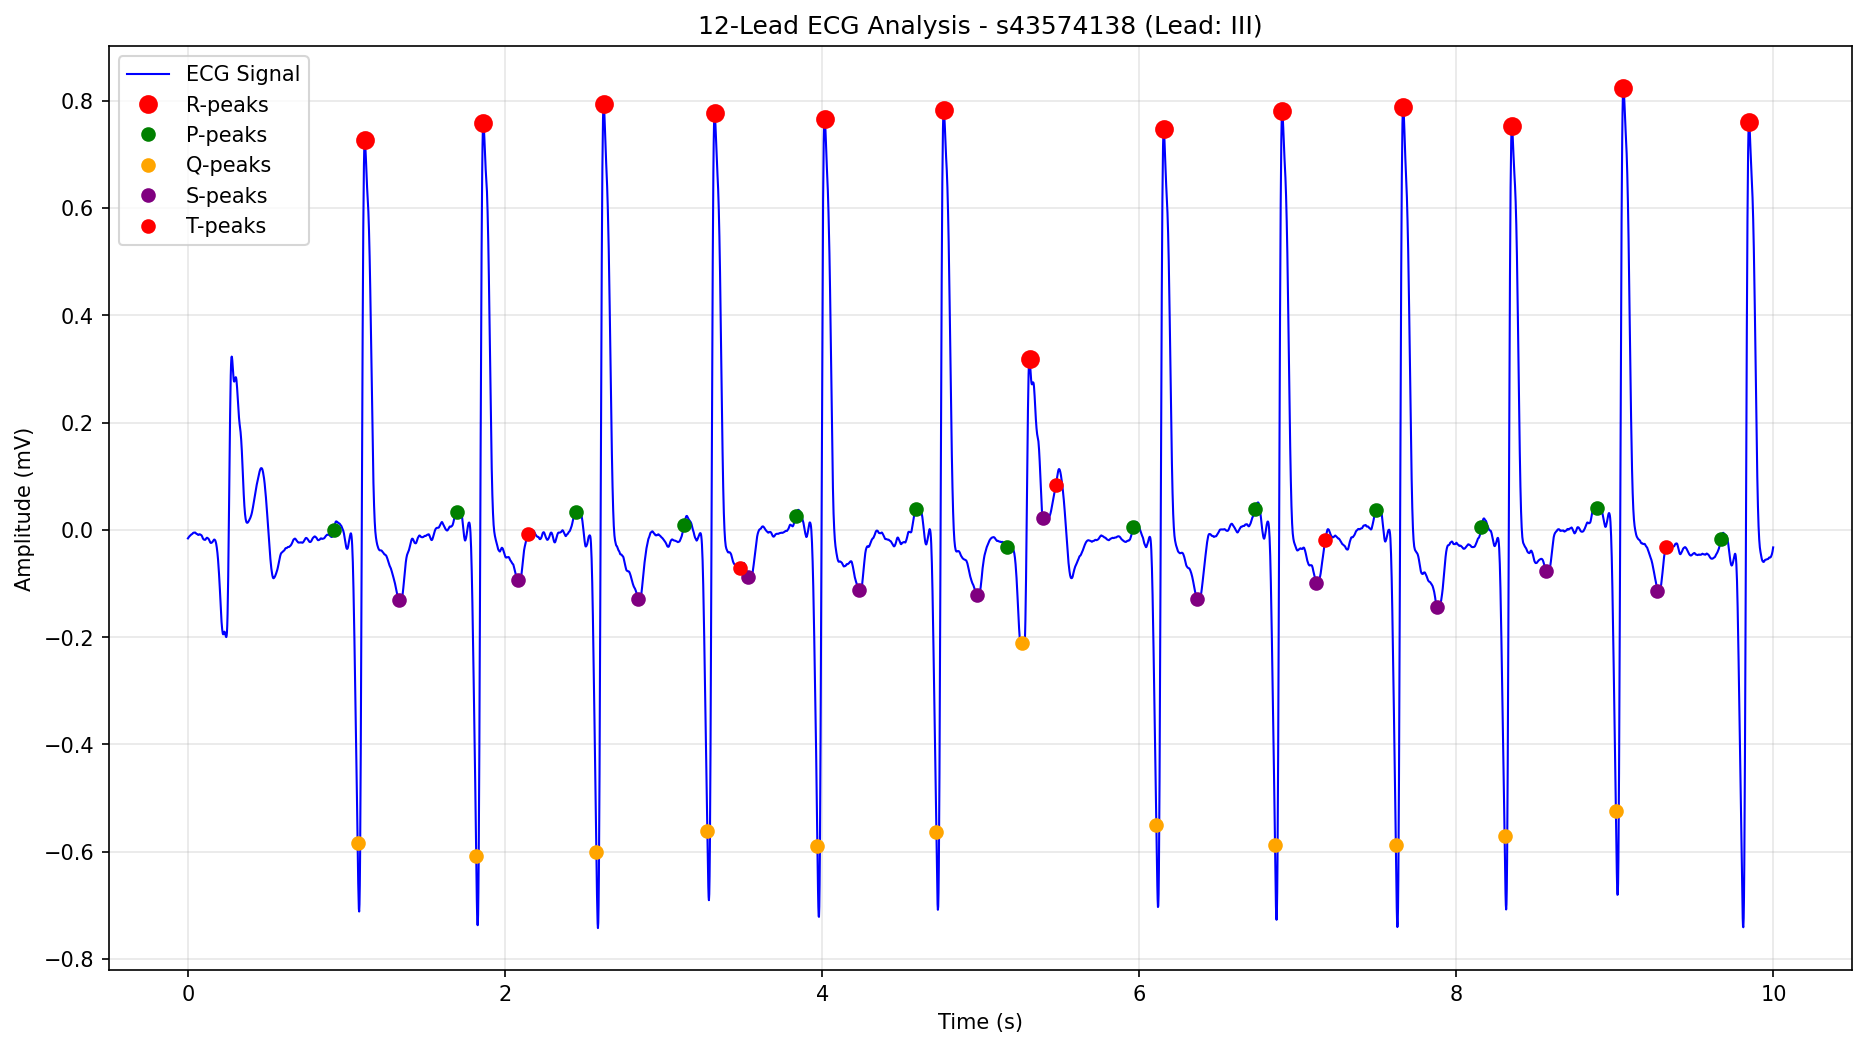 12-Lead ECG Analysis - s43574138 (Lead: III)
ECG Signal
R-peaks
P-peaks
Q-peaks
S-peaks
T-peaks
Amplitude (mV)
0.8
0.6
0.4
0.2
0.0
−0.2
−0.4
−0.6
−0.8
0 2 4 6 8 10
Time (s)